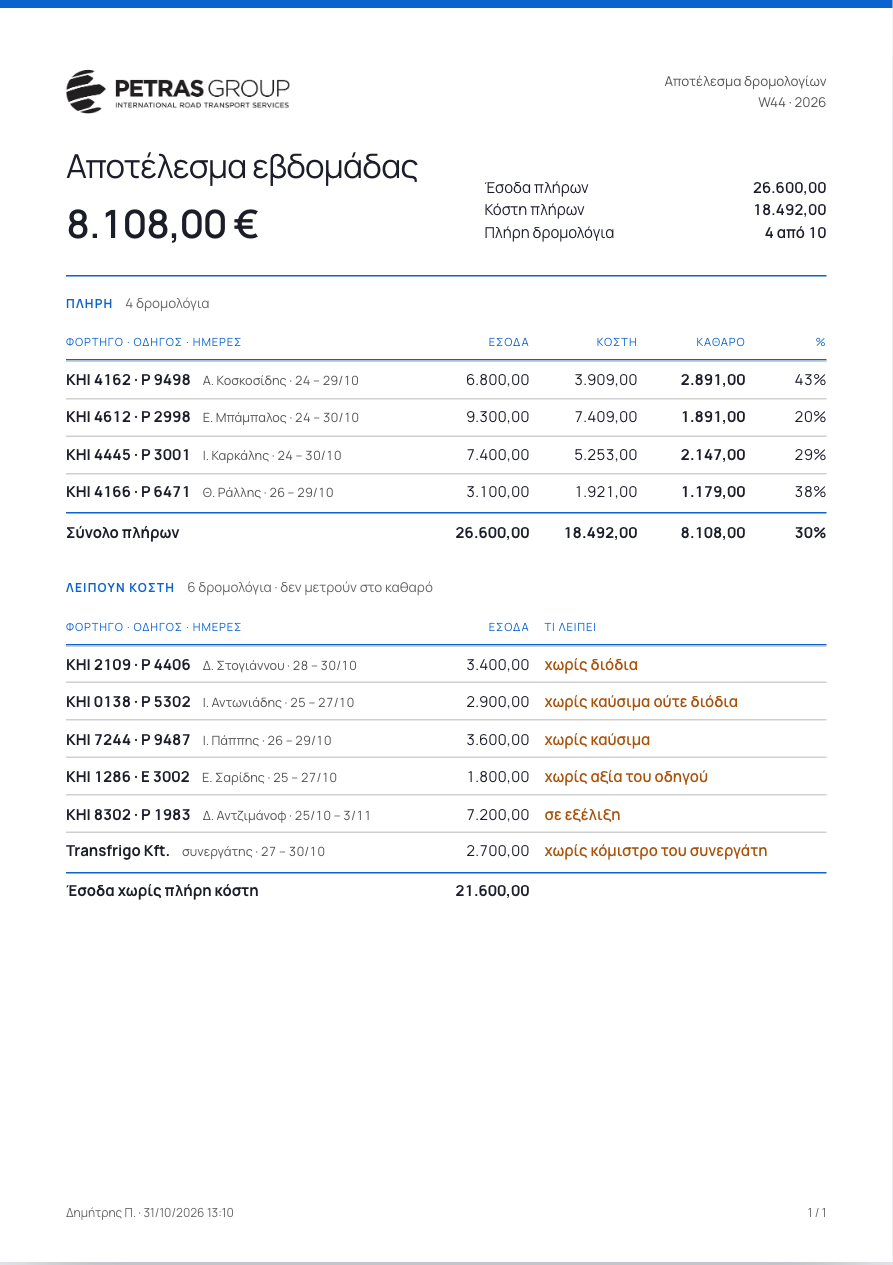 PETRAS GROUP
INTERNATIONAL ROAD TRANSPORT SERVICES
Αποτέλεσμα δρομολογίων
W44 · 2026
Αποτέλεσμα εβδομάδας
8.108,00 €
Έσοδα πλήρων 26.600,00
Κόστη πλήρων 18.492,00
Πλήρη δρομολόγια 4 από 10
ΠΛΗΡΗ 4 δρομολόγια
ΦΟΡΤΗΓΟ · ΟΔΗΓΟΣ · ΗΜΕΡΕΣ ΕΣΟΔΑ ΚΟΣΤΗ ΚΑΘΑΡΟ %
ΚΗΙ 4162 · Ρ 9498 Α. Κοσκοσίδης · 24 – 29/10 6.800,00 3.909,00 2.891,00 43%
ΚΗΙ 4612 · Ρ 2998 Ε. Μπάμπαλος · 24 – 30/10 9.300,00 7.409,00 1.891,00 20%
ΚΗΙ 4445 · Ρ 3001 Ι. Καρκάλης · 24 – 30/10 7.400,00 5.253,00 2.147,00 29%
ΚΗΙ 4166 · Ρ 6471 Θ. Ράλλης · 26 – 29/10 3.100,00 1.921,00 1.179,00 38%
Σύνολο πλήρων 26.600,00 18.492,00 8.108,00 30%
ΛΕΙΠΟΥΝ ΚΟΣΤΗ 6 δρομολόγια · δεν μετρούν στο καθαρό
ΦΟΡΤΗΓΟ · ΟΔΗΓΟΣ · ΗΜΕΡΕΣ ΕΣΟΔΑ ΤΙ ΛΕΙΠΕΙ
ΚΗΙ 2109 · Ρ 4406 Δ. Στογιάννου · 28 – 30/10 3.400,00 χωρίς διόδια
ΚΗΙ 0138 · Ρ 5302 Ι. Αντωνιάδης · 25 – 27/10 2.900,00 χωρίς καύσιμα ούτε διόδια
ΚΗΙ 7244 · Ρ 9487 Ι. Πάππης · 26 – 29/10 3.600,00 χωρίς καύσιμα
ΚΗΙ 1286 · Ε 3002 Ε. Σαρίδης · 25 – 27/10 1.800,00 χωρίς αξία του οδηγού
ΚΗΙ 8302 · Ρ 1983 Δ. Αντζιμάνοφ · 25/10 – 3/11 7.200,00 σε εξέλιξη
Transfrigo Kft. συνεργάτης · 27 – 30/10 2.700,00 χωρίς κόμιστρο του συνεργάτη
Έσοδα χωρίς πλήρη κόστη 21.600,00
Δημήτρης Π. · 31/10/2026 13:10 1 / 1